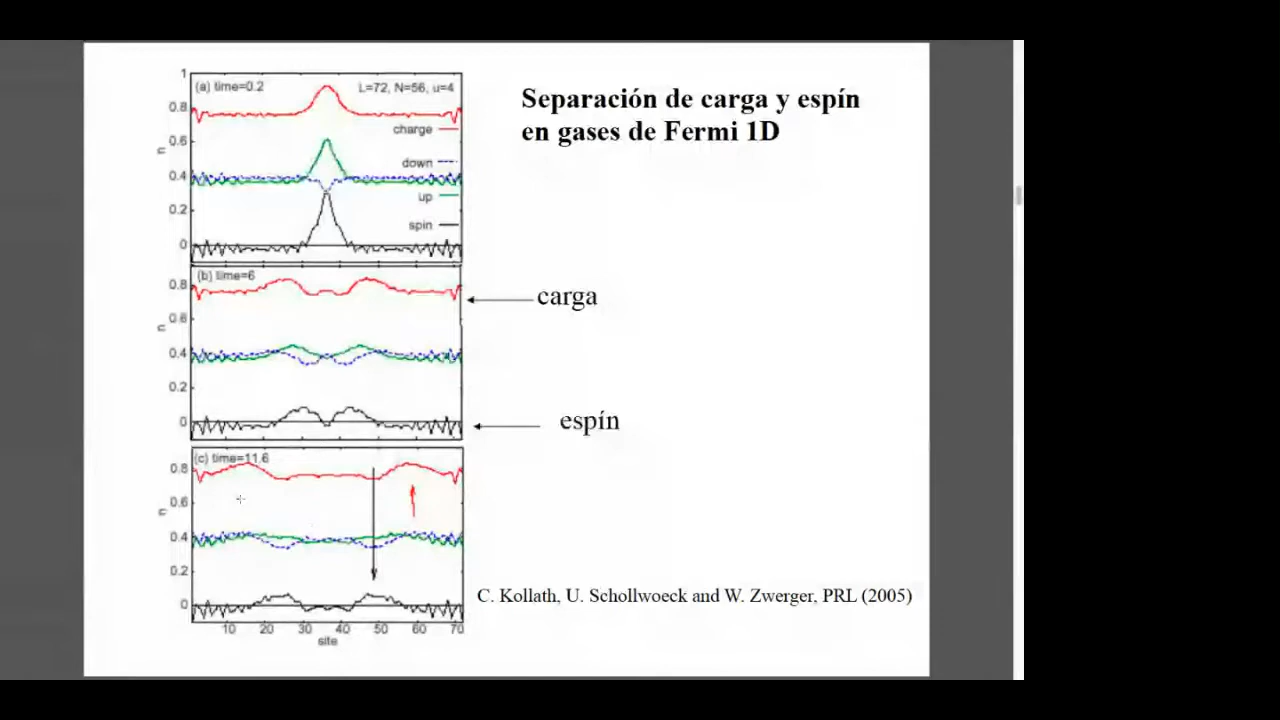 Separación de carga y espín
en gases de Fermi 1D
1
(a) time=0.2
L=72, N=56, u=4
0.8
charge
0.6
n
down
0.4
up
0.2
spin
0
(b) time=6
0.8
carga
0.6
n
0.4
0.2
espín
0
(c) time=11.6
0.8
0.6
n
0.4
0.2
0
C. Kollath, U. Schollwoeck and W. Zwerger, PRL (2005)
10 20 30 40 50 60 70
site